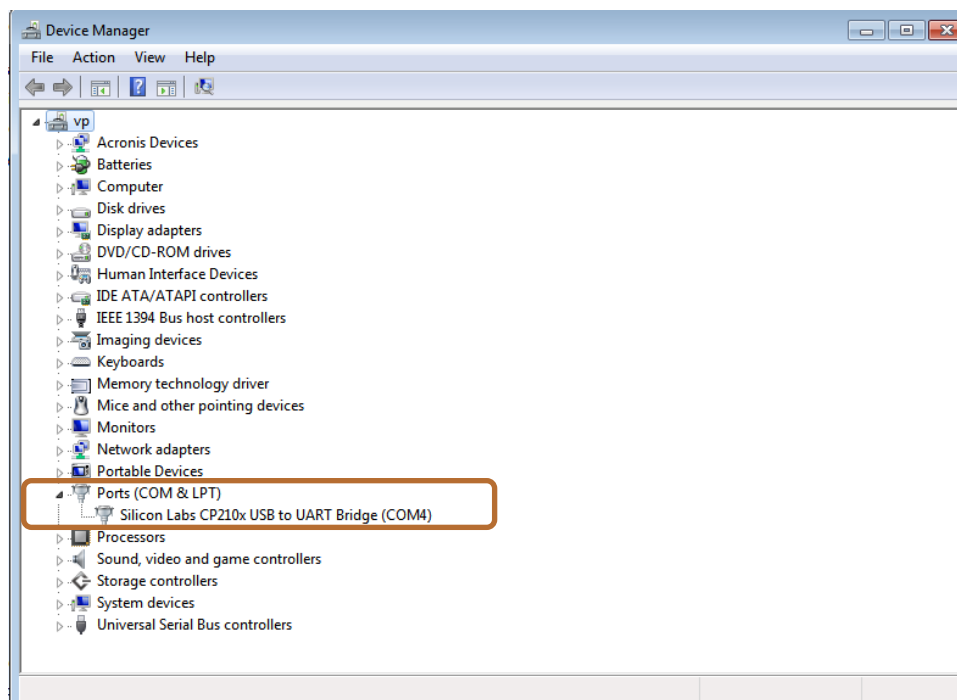 Device Manager
File Action View Help
vp
Acronis Devices
Batteries
Computer
Disk drives
Display adapters
DVD/CD-ROM drives
Human Interface Devices
IDE ATA/ATAPI controllers
IEEE 1394 Bus host controllers
Imaging devices
Keyboards
Memory technology driver
Mice and other pointing devices
Monitors
Network adapters
Portable Devices
Ports (COM & LPT)
Silicon Labs CP210x USB to UART Bridge (COM4)
Processors
Sound, video and game controllers
Storage controllers
System devices
Universal Serial Bus controllers